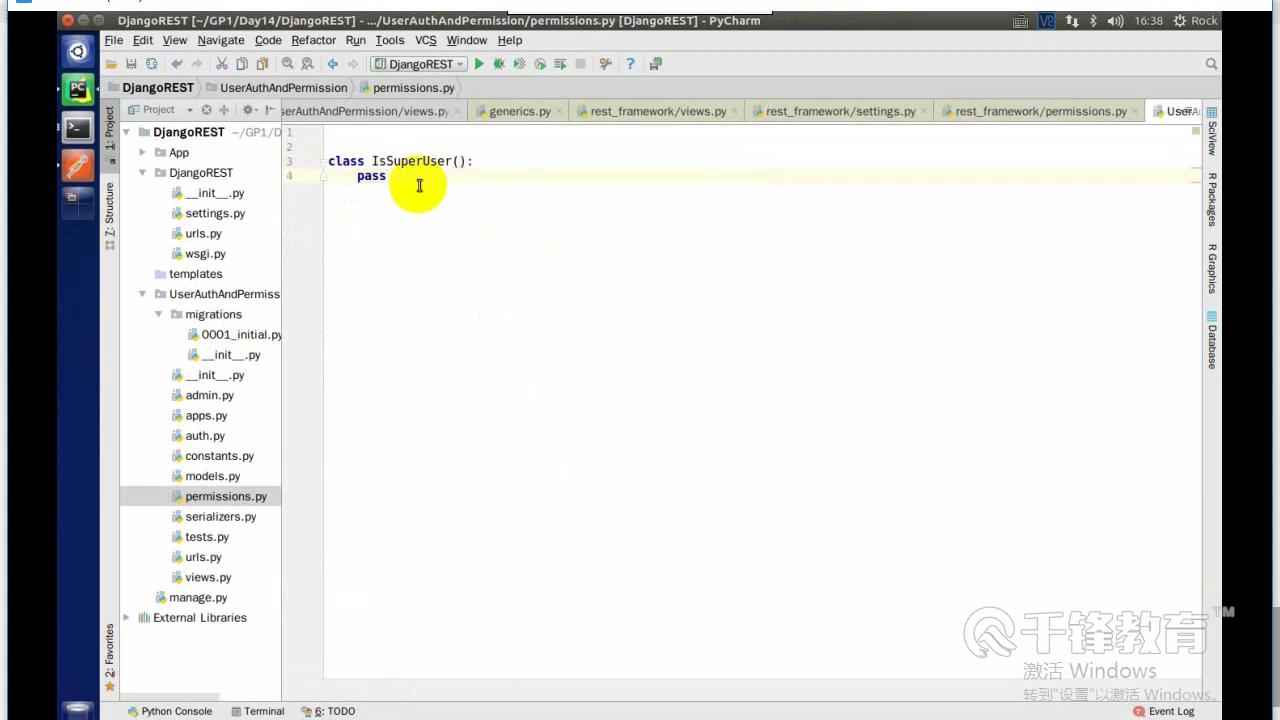 DjangoREST [~/GP1/Day14/DjangoREST] - .../UserAuthAndPermission/permissions.py [DjangoREST] - PyCharm
16:38
Rock
File Edit View Navigate Code Refactor Run Tools VCS Window Help
DjangoREST
DjangoREST UserAuthAndPermission permissions.py
Project
serAuthAndPermission/views.py generics.py rest_framework/views.py rest_framework/settings.py rest_framework/permissions.py
1: Project
7: Structure
2: Favorites
DjangoREST ~/GP1/D
App
DjangoREST
__init__.py
settings.py
urls.py
wsgi.py
templates
UserAuthAndPermiss
migrations
0001_initial.py
__init__.py
__init__.py
admin.py
apps.py
auth.py
constants.py
models.py
permissions.py
serializers.py
tests.py
urls.py
views.py
manage.py
External Libraries
1
2
3 class IsSuperUser():
4 pass
SciView
R Packages
R Graphics
Database
千锋教育 TM
激活 Windows
转到"设置"以激活 Windows。
Python Console Terminal 6: TODO
7 Event Log